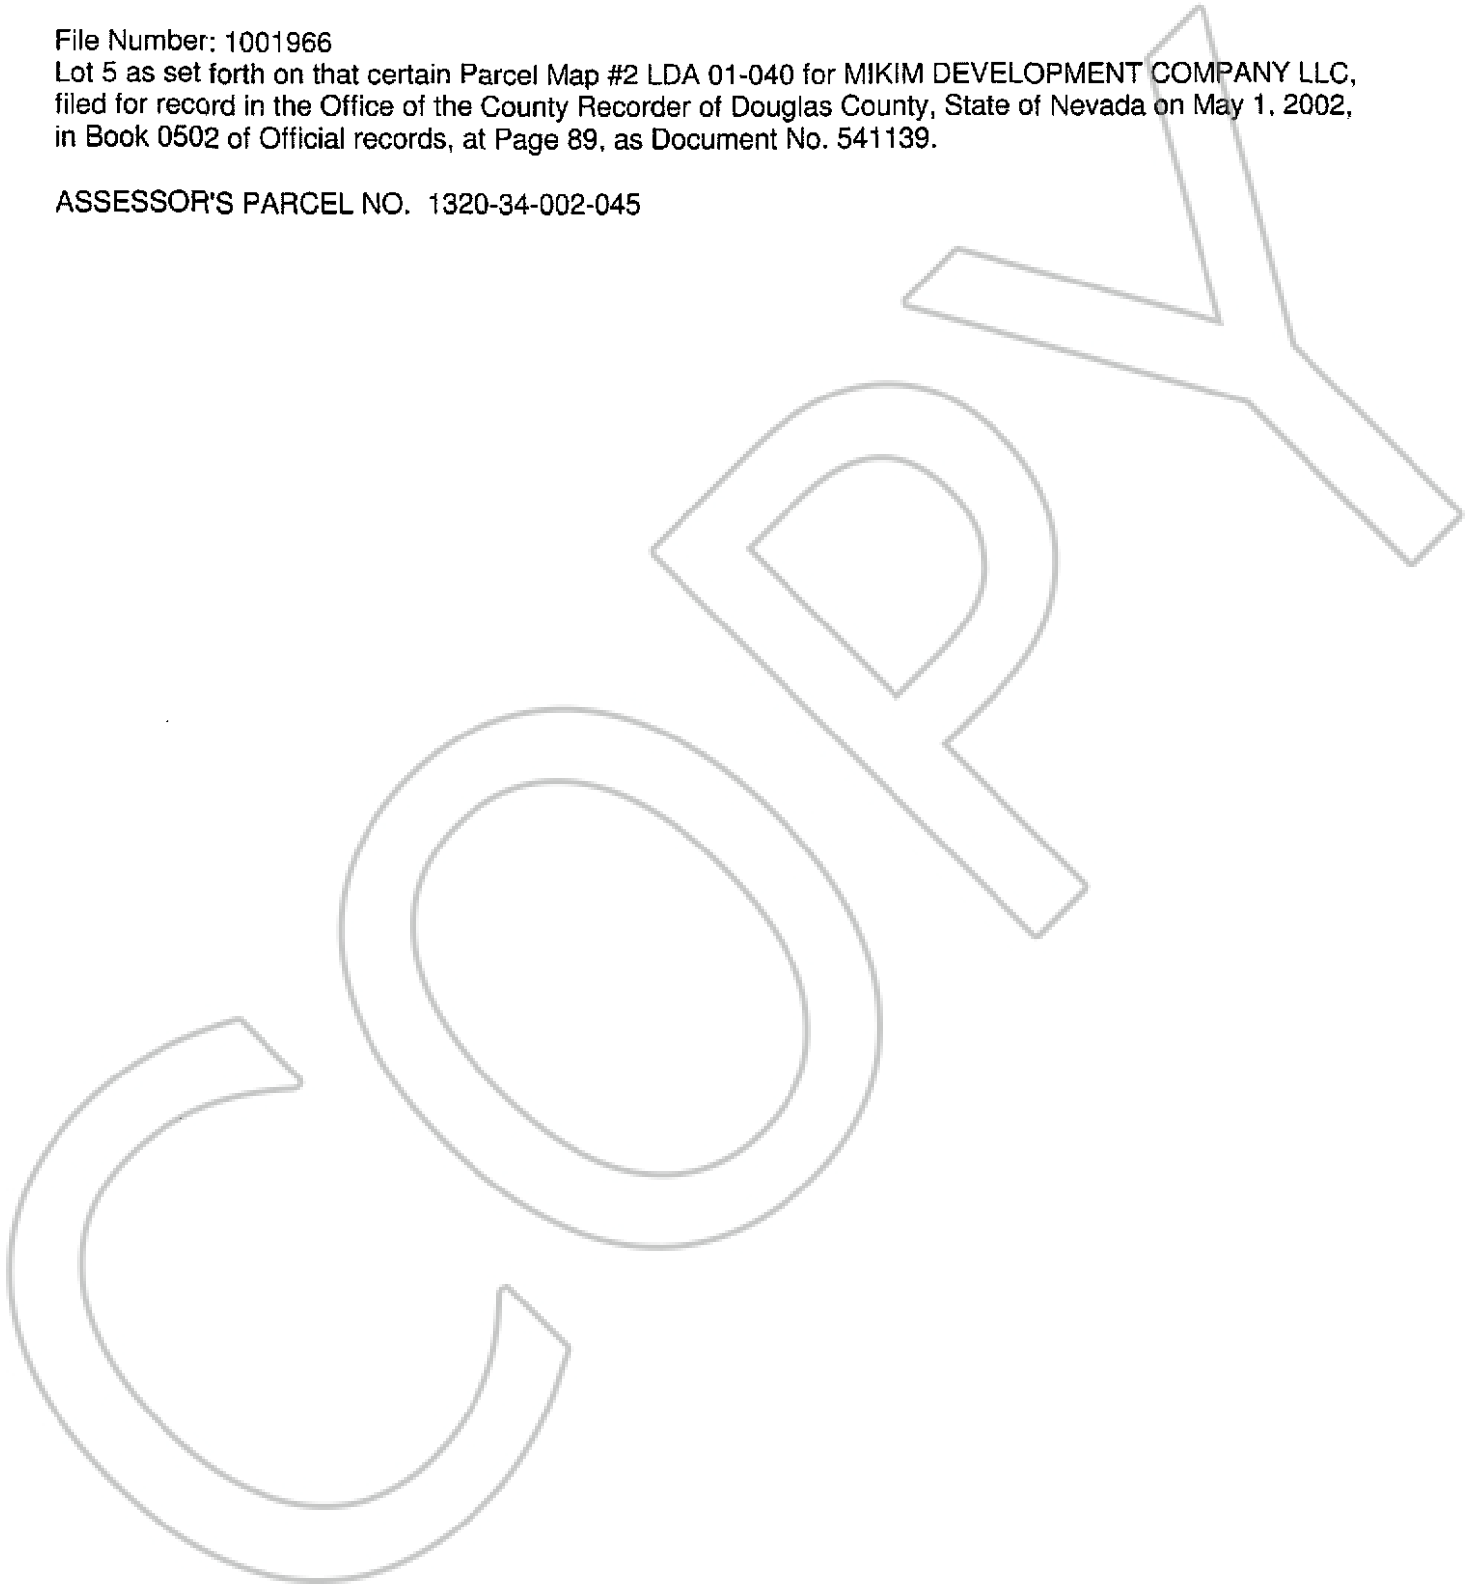 File Number: 1001966
Lot 5 as set forth on that certain Parcel Map #2 LDA 01-040 for MIKIM DEVELOPMENT COMPANY LLC,
filed for record in the Office of the County Recorder of Douglas County, State of Nevada on May 1, 2002,
in Book 0502 of Official records, at Page 89, as Document No. 541139.
ASSESSOR'S PARCEL NO. 1320-34-002-045
COPY